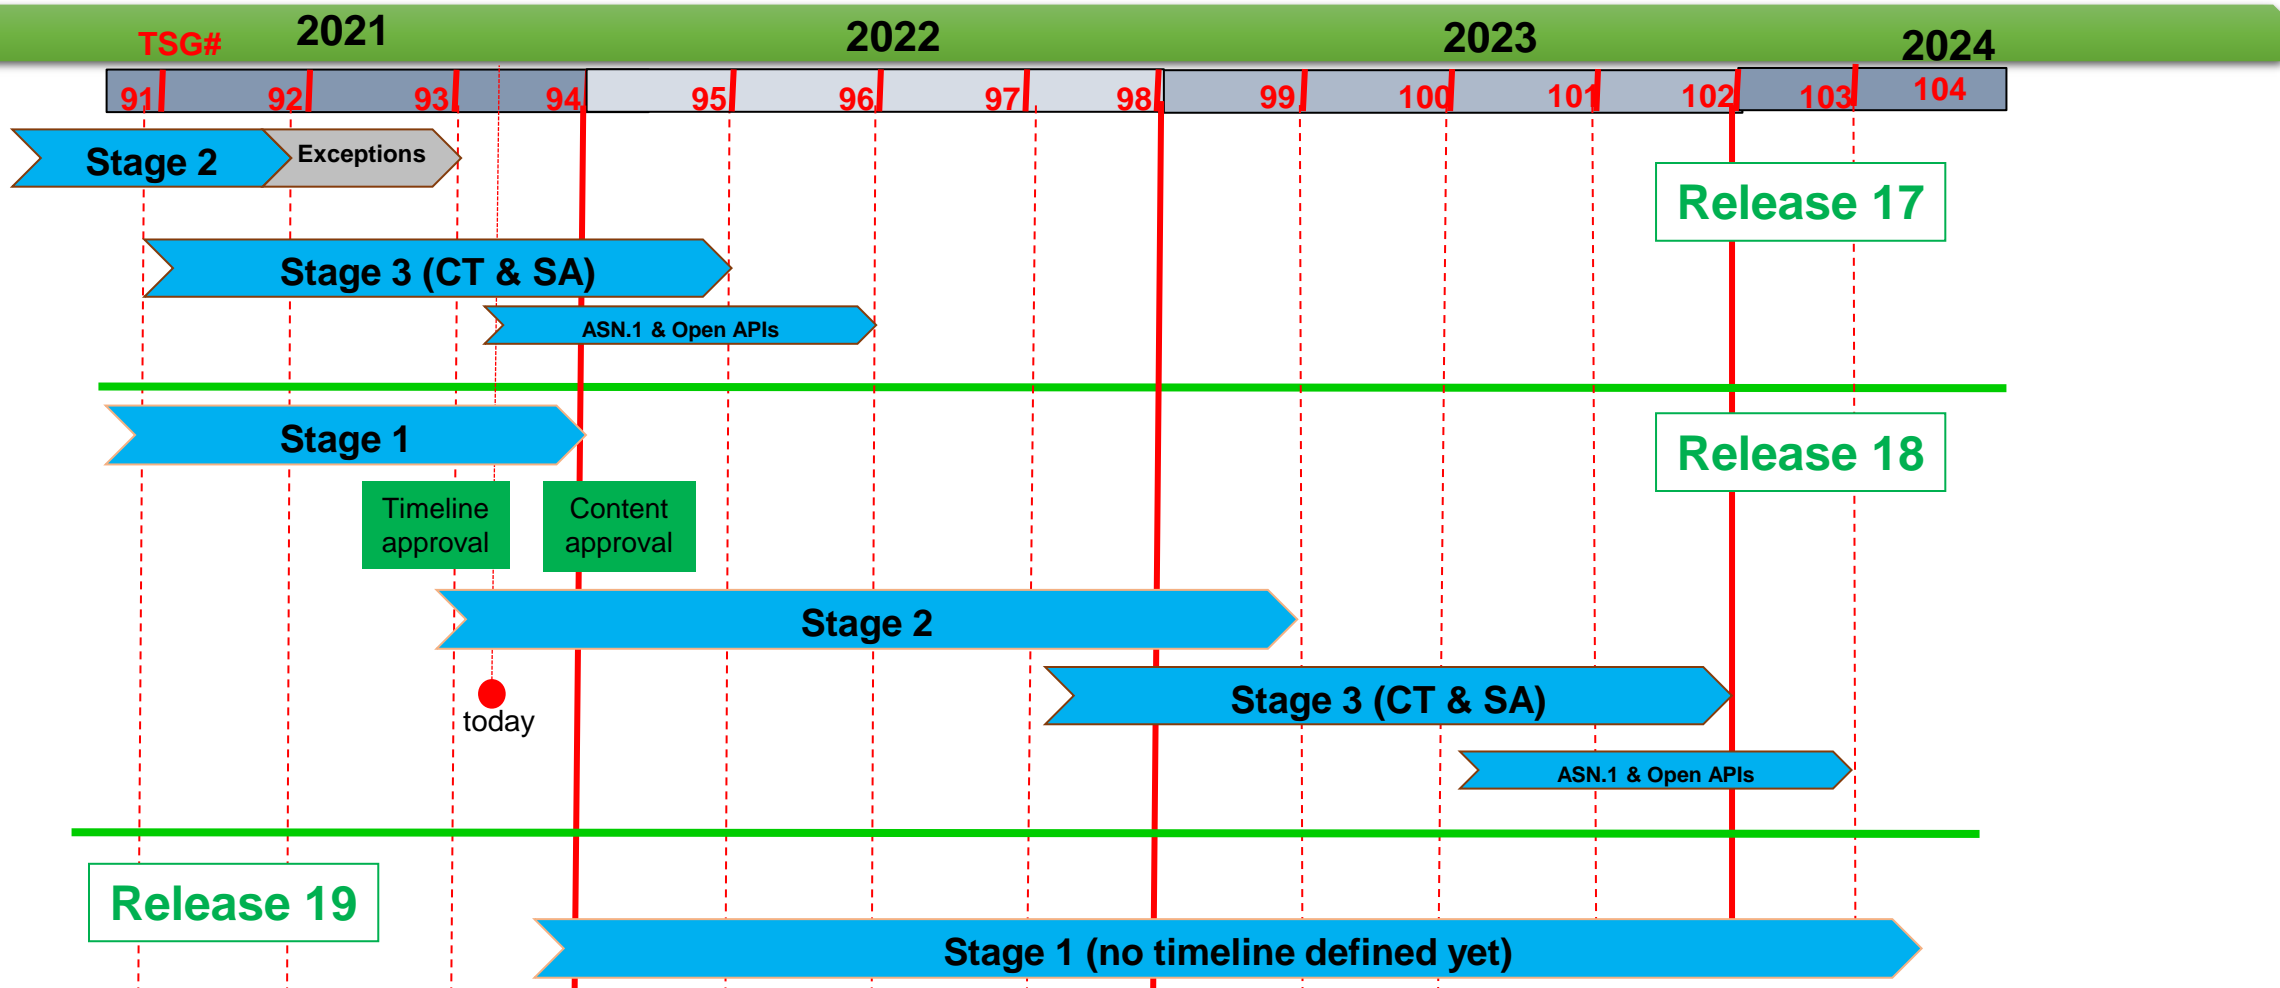 TSG#
2021
2022
2023
2024
91
92
93
94
95
96
97
98
99
100
101
102
103
104
Stage 2
Exceptions
Release 17
Stage 3 (CT & SA)
ASN.1 & Open APIs
Stage 1
Release 18
Timeline
approval
Content
approval
Stage 2
today
Stage 3 (CT & SA)
ASN.1 & Open APIs
Release 19
Stage 1 (no timeline defined yet)